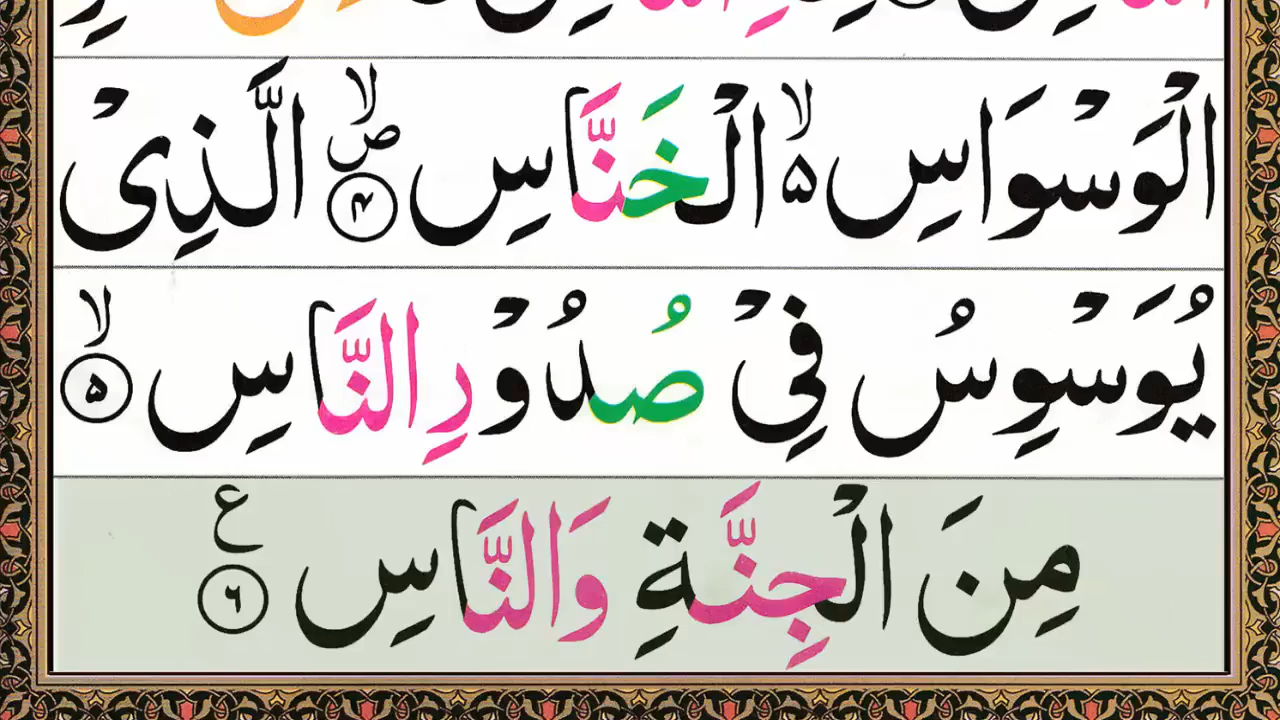 الْوَسْوَاسِ ۙ۵ الْخَنَّاسِ ۪ۙ ﴿۴﴾ الَّذِیْ
یُوَسْوِسُ فِیْ صُدُوْرِ النَّاسِ ۙ ﴿۵﴾
مِنَ الْجِنَّةِ وَ النَّاسِ ﴿۶﴾ ع